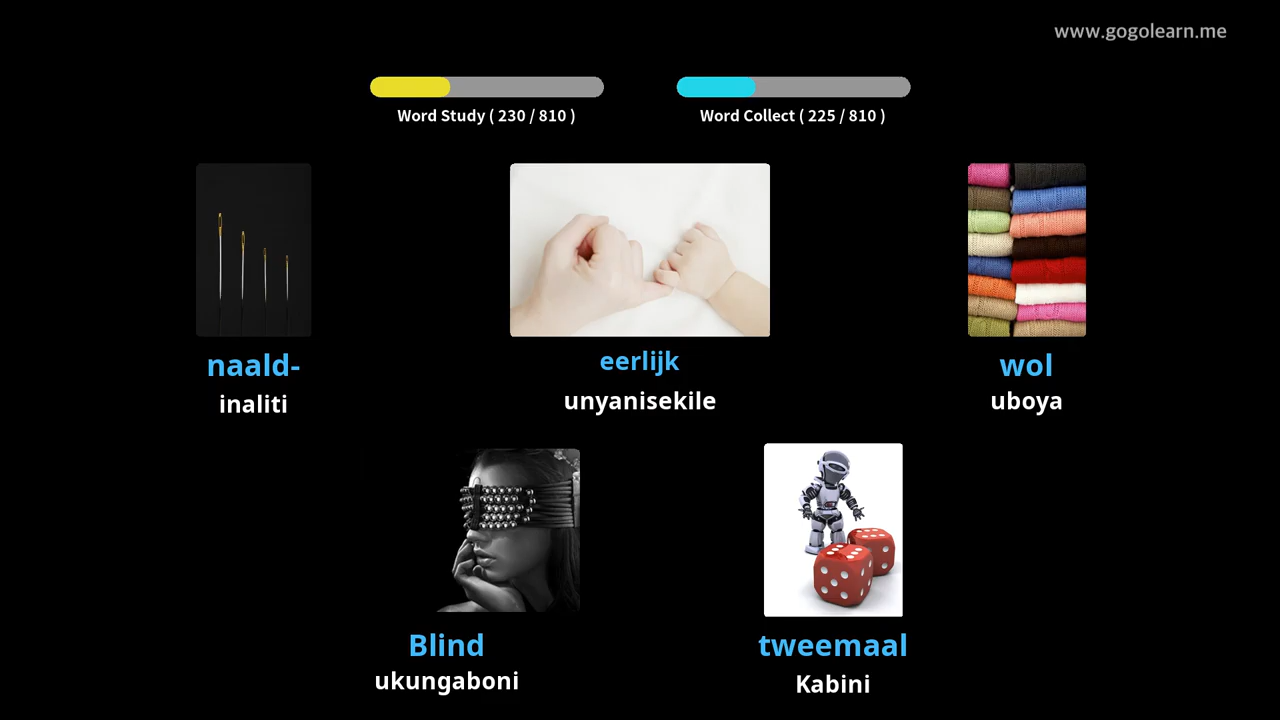 www.gogolearn.me
Word Study ( 230 / 810 )
Word Collect ( 225 / 810 )
naald-
inaliti
eerlijk
unyanisekile
wol
uboya
Blind
ukungaboni
tweemaal
Kabini